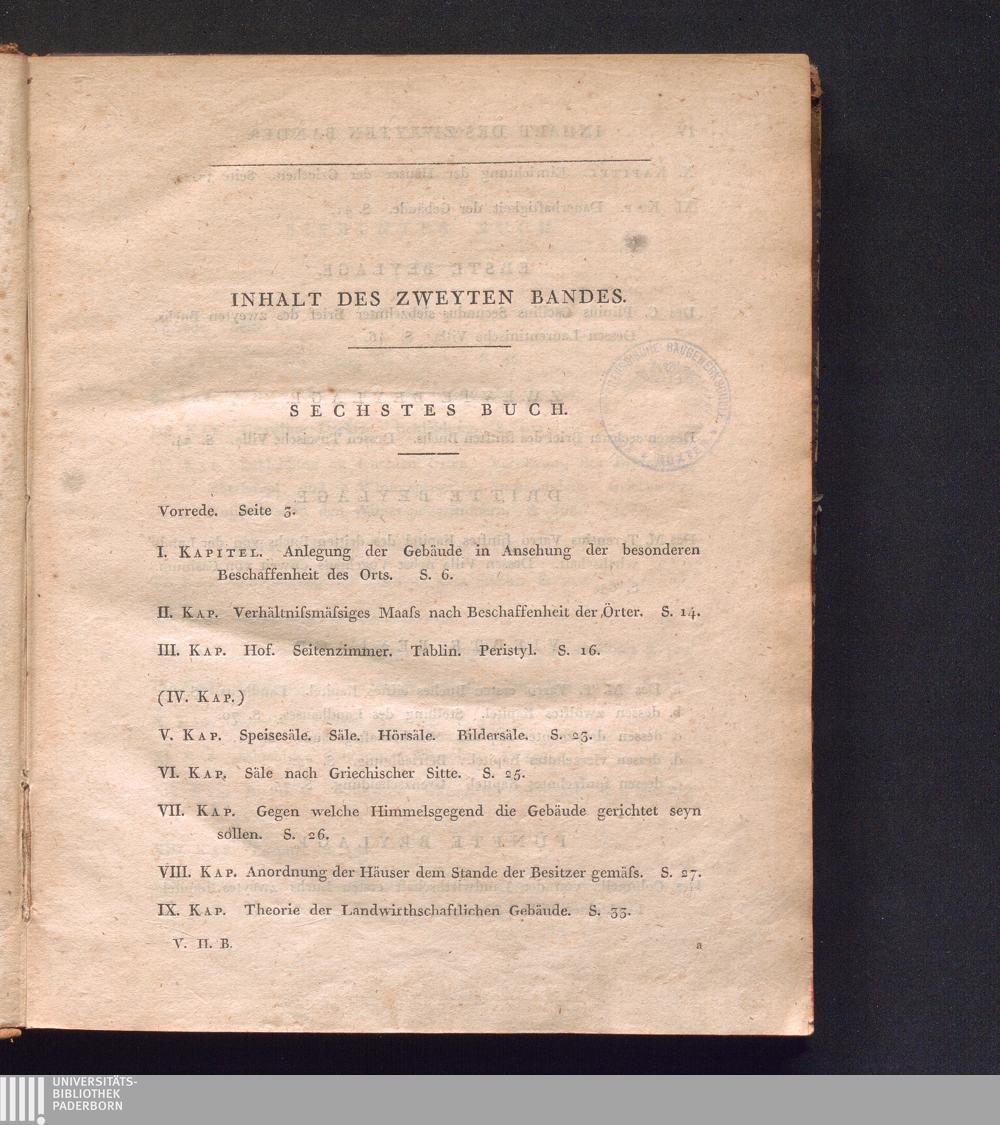 INHALT DES ZWEYTEN BANDES.
SECHSTES BUCH.
Vorrede. Seite 3.
I. KAPITEL. Anlegung der Gebäude in Ansehung der besonderen
Beschaffenheit des Orts. S. 6.
II. KAP. Verhältnifsmäfsiges Maafs nach Beschaffenheit der Örter. S. 14.
III. KAP. Hof. Seitenzimmer. Tablin. Peristyl. S. 16.
(IV. KAP.)
V. KAP. Speisesäle. Säle. Hörsäle. Bildersäle. S. 23.
VI. KAP. Säle nach Griechischer Sitte. S. 25.
VII. KAP. Gegen welche Himmelsgegend die Gebäude gerichtet seyn
sollen. S. 26.
VIII. KAP. Anordnung der Häuser dem Stande der Besitzer gemäfs. S. 27.
IX. KAP. Theorie der Landwirthschaftlichen Gebäude. S. 33.
V. II. B. a
UNIVERSITÄTS-
BIBLIOTHEK
PADERBORN